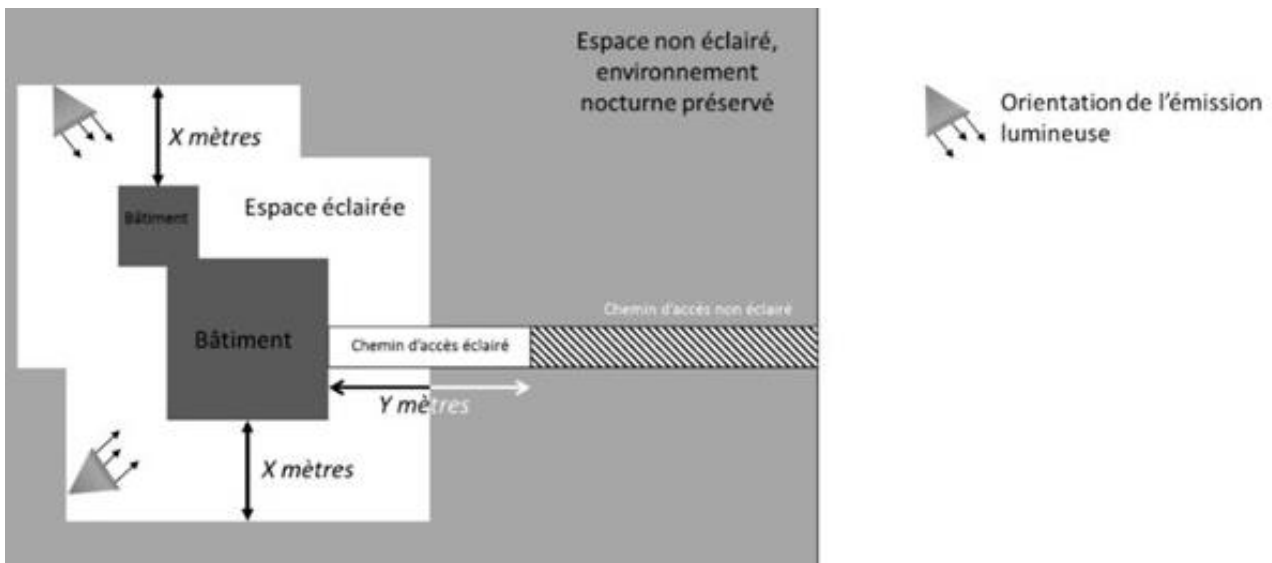 Espace non éclairé,
environnement
nocturne préservé
Orientation de l'émission
lumineuse
X mètres
Bâtiment
Espace éclairée
Chemin d'accès non éclairé
Bâtiment
Chemin d'accès éclairé
Y mètres
X mètres